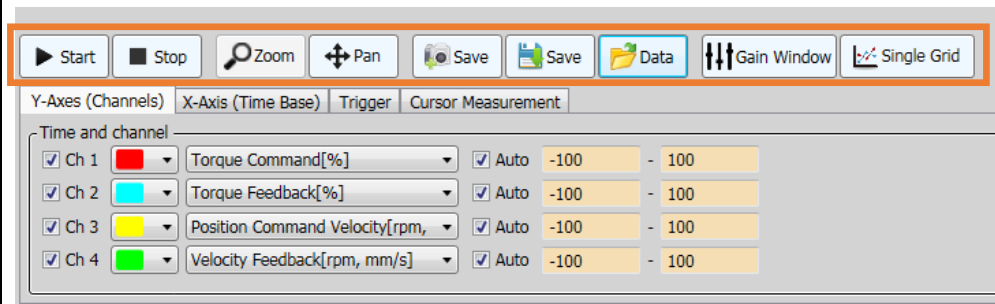 Start Stop Zoom Pan Save Save Data Gain Window Single Grid
Y-Axes (Channels) X-Axis (Time Base) Trigger Cursor Measurement
Time and channel
Ch 1 Torque Command[%] Auto -100 - 100
Ch 2 Torque Feedback[%] Auto -100 - 100
Ch 3 Position Command Velocity[rpm, Auto -100 - 100
Ch 4 Velocity Feedback[rpm, mm/s] Auto -100 - 100